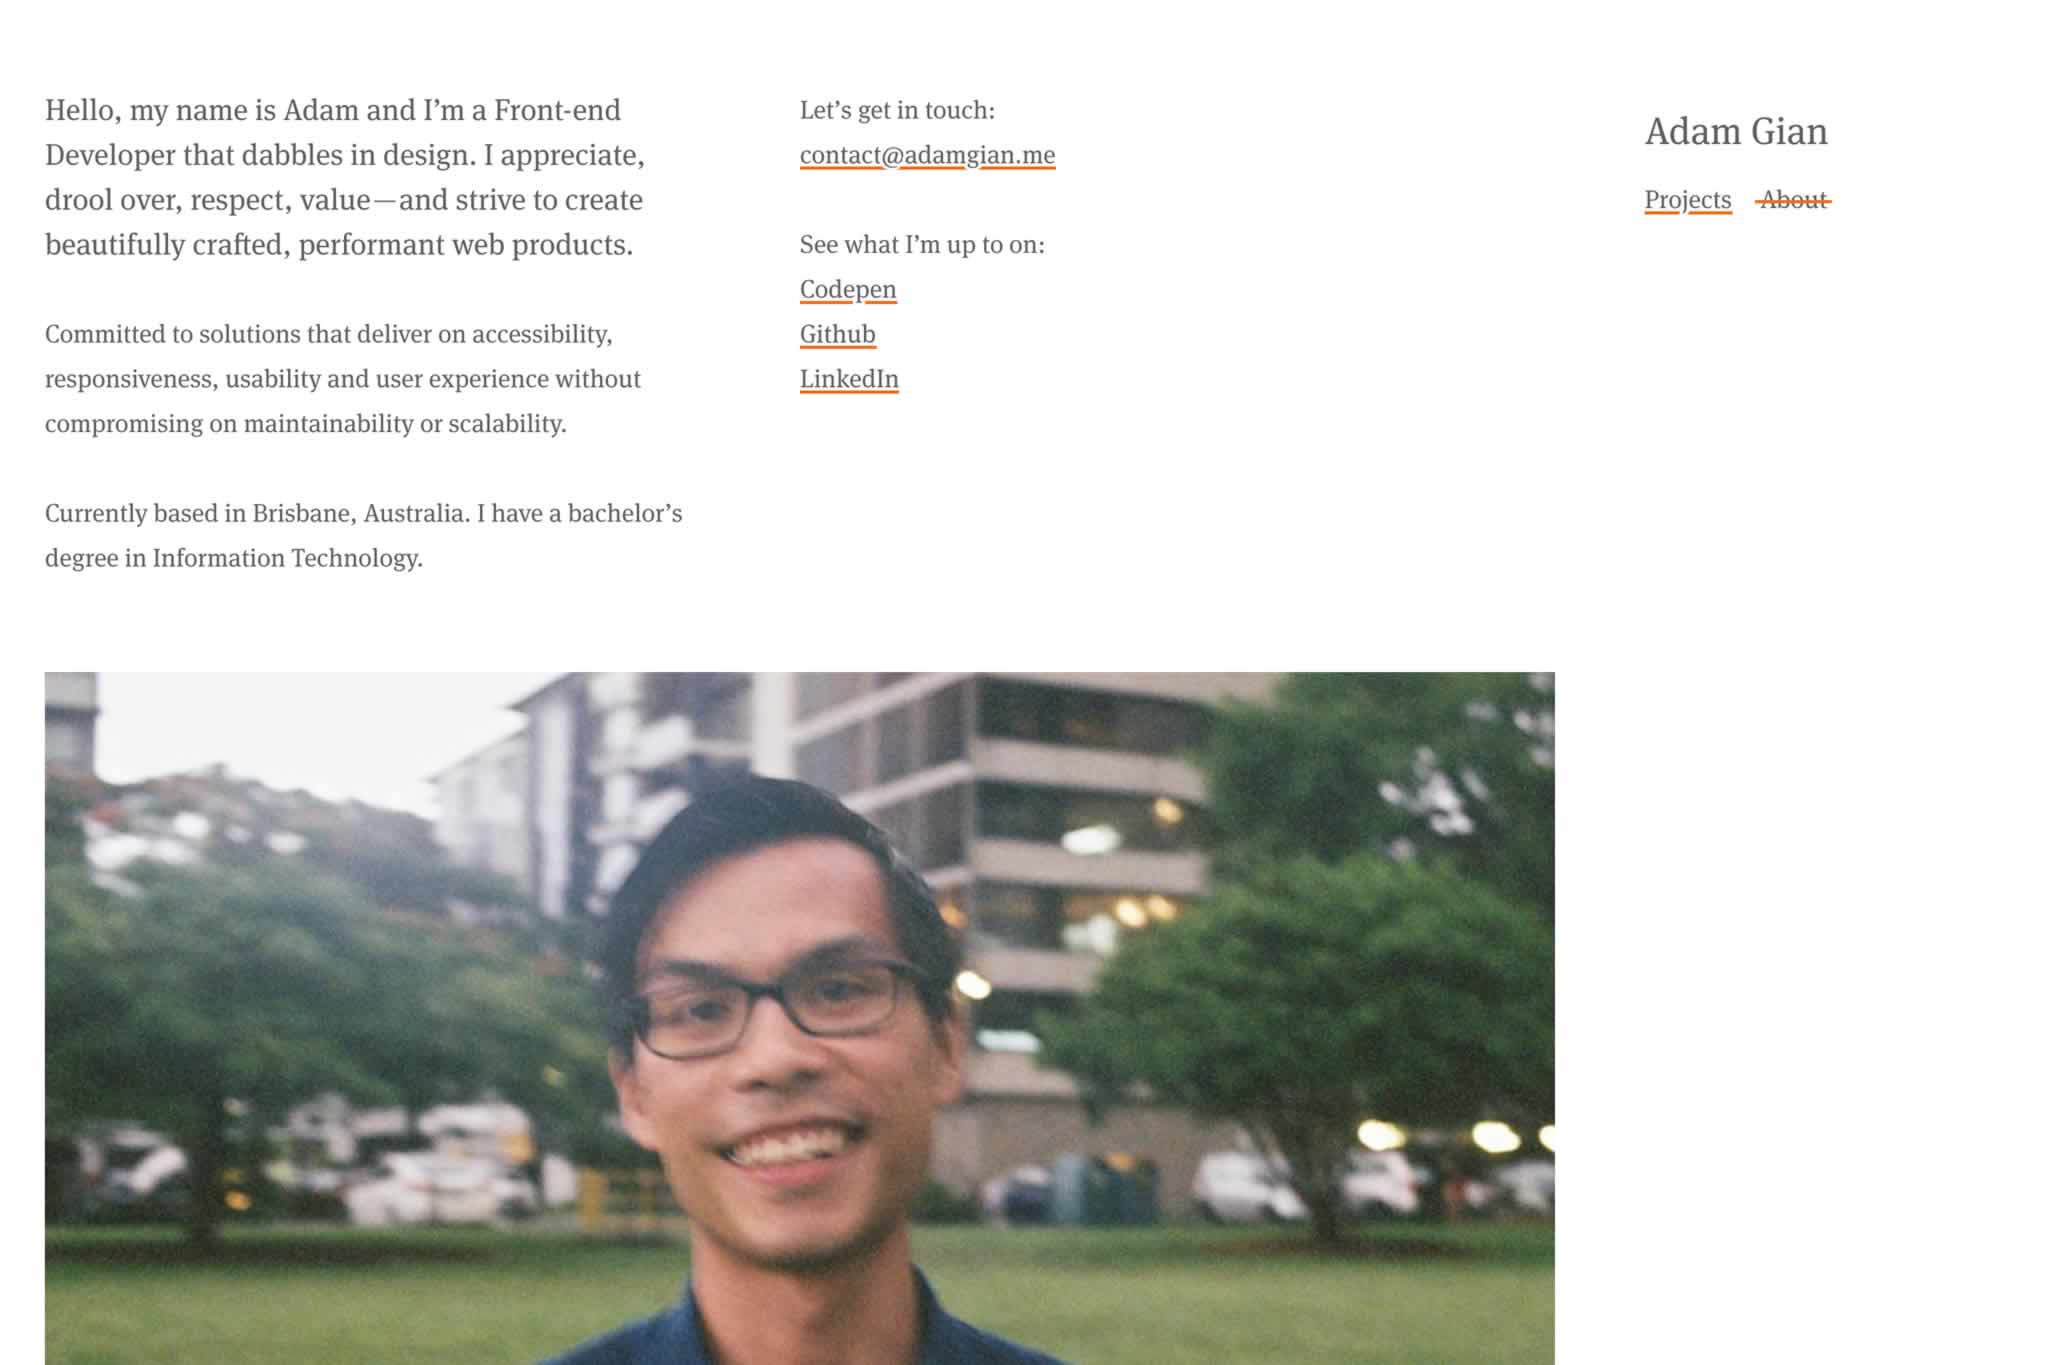 Hello, my name is Adam and I’m a Front-end
Developer that dabbles in design. I appreciate,
drool over, respect, value—and strive to create
beautifully crafted, performant web products.
Committed to solutions that deliver on accessibility,
responsiveness, usability and user experience without
compromising on maintainability or scalability.
Currently based in Brisbane, Australia. I have a bachelor’s
degree in Information Technology.
Let’s get in touch:
contact@adamgian.me
See what I’m up to on:
Codepen
Github
LinkedIn
Adam Gian
Projects About